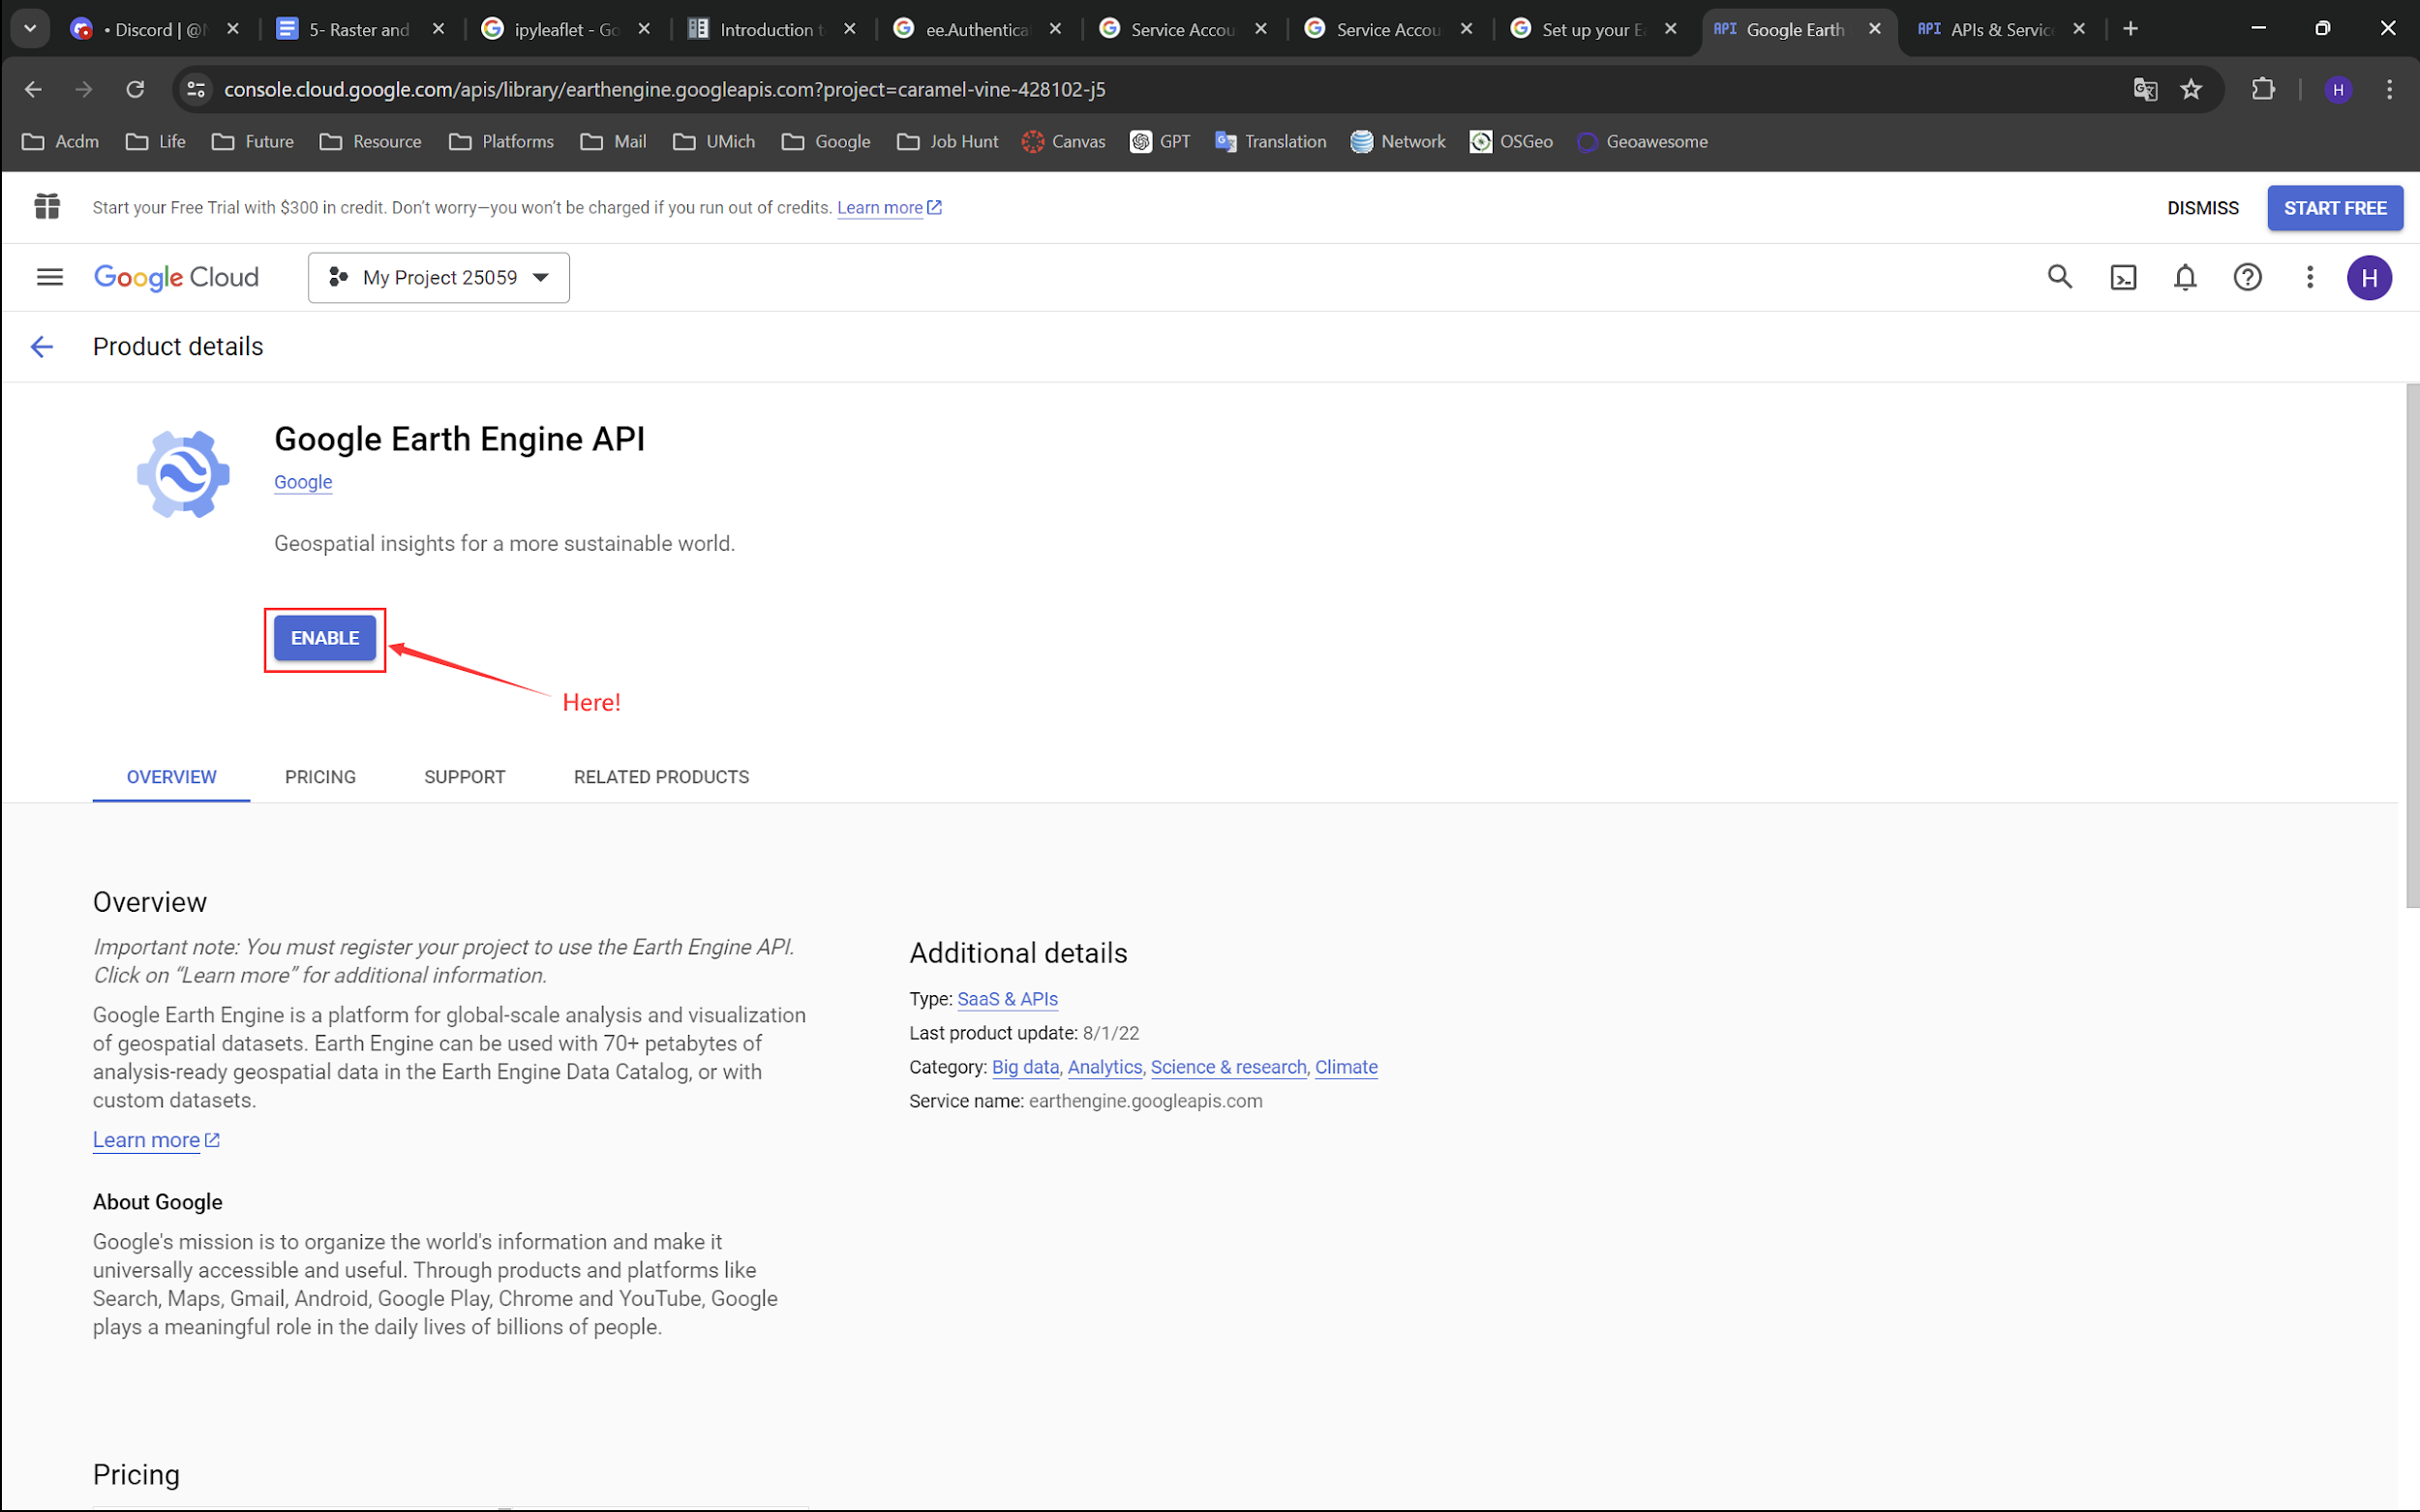 • Discord | @
5- Raster and
ipyleaflet - Go
Introduction t
ee.Authentica
Service Accou
Service Accou
Set up your Ea
API Google Earth
API APIs & Service
console.cloud.google.com/apis/library/earthengine.googleapis.com?project=caramel-vine-428102-j5
H
Acdm Life Future Resource Platforms Mail UMich Google Job Hunt Canvas GPT Translation Network OSGeo Geoawesome
Start your Free Trial with $300 in credit. Don’t worry—you won’t be charged if you run out of credits. Learn more
DISMISS
START FREE
Google Cloud
My Project 25059
H
Product details
Google Earth Engine API
Google
Geospatial insights for a more sustainable world.
ENABLE
Here!
OVERVIEW PRICING SUPPORT RELATED PRODUCTS
Overview
Important note: You must register your project to use the Earth Engine API.
Click on “Learn more” for additional information.
Google Earth Engine is a platform for global-scale analysis and visualization
of geospatial datasets. Earth Engine can be used with 70+ petabytes of
analysis-ready geospatial data in the Earth Engine Data Catalog, or with
custom datasets.
Learn more
About Google
Google's mission is to organize the world's information and make it
universally accessible and useful. Through products and platforms like
Search, Maps, Gmail, Android, Google Play, Chrome and YouTube, Google
plays a meaningful role in the daily lives of billions of people.
Additional details
Type: SaaS & APIs
Last product update: 8/1/22
Category: Big data, Analytics, Science & research, Climate
Service name: earthengine.googleapis.com
Pricing